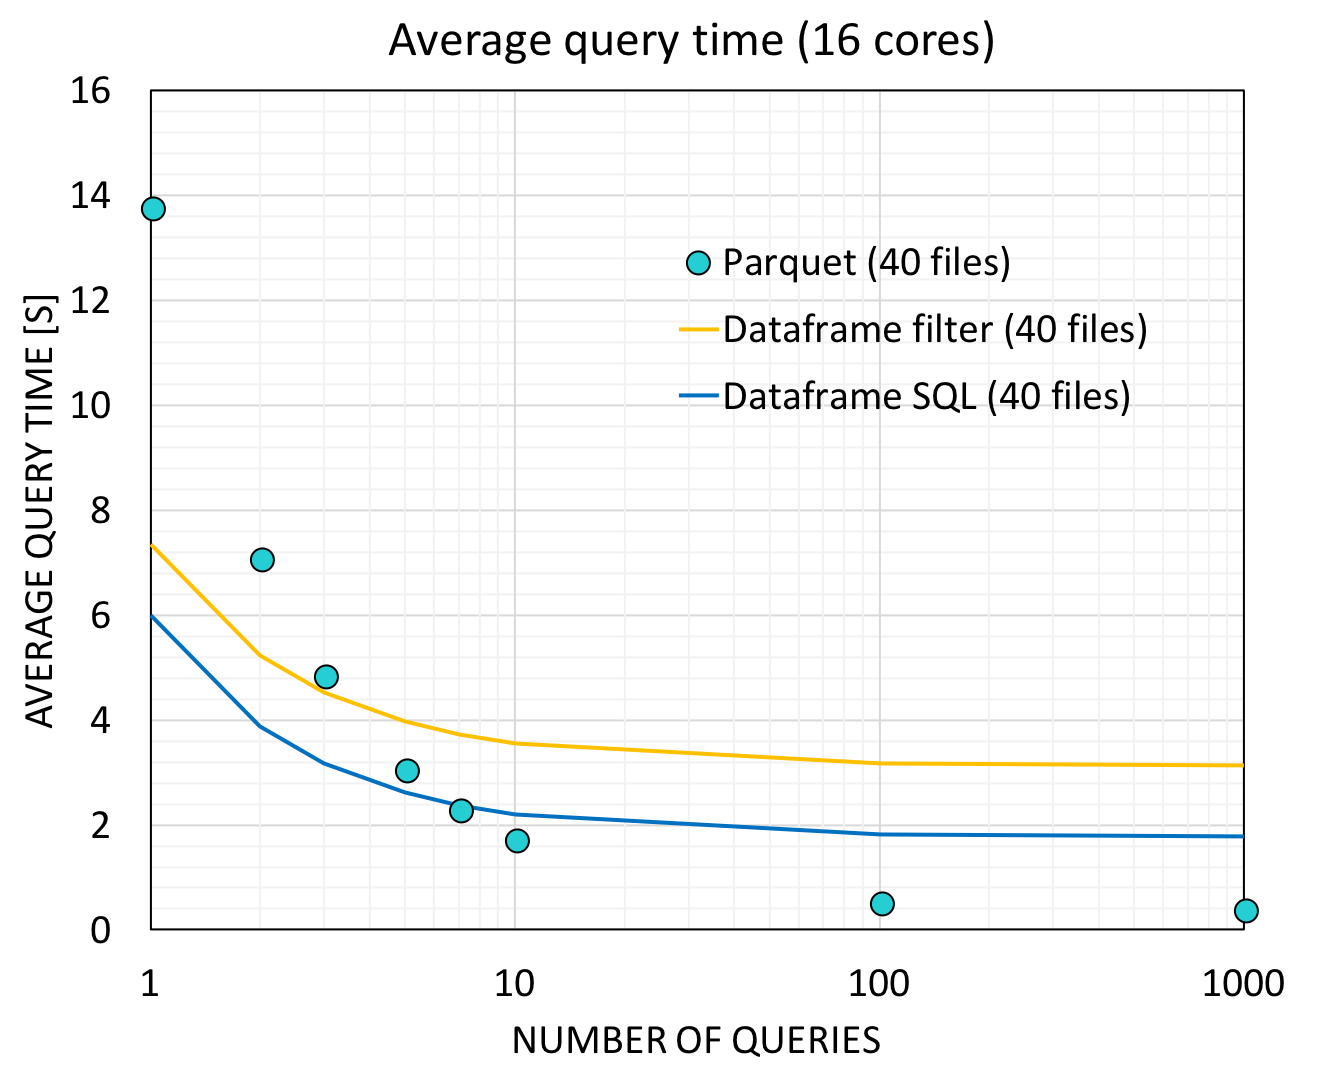 Average query time (16 cores)
16
14
12
10
8
6
4
2
0
AVERAGE QUERY TIME [S]
Parquet (40 files)
Dataframe filter (40 files)
Dataframe SQL (40 files)
1 10 100 1000
NUMBER OF QUERIES